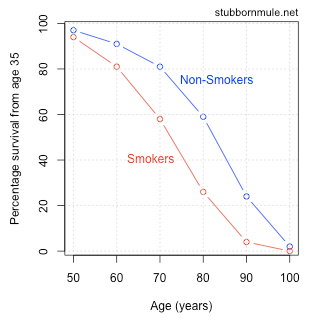 stubbornmule.net
Percentage survival from age 35
100
80
60
40
20
0
Non-Smokers
Smokers
50 60 70 80 90 100
Age (years)